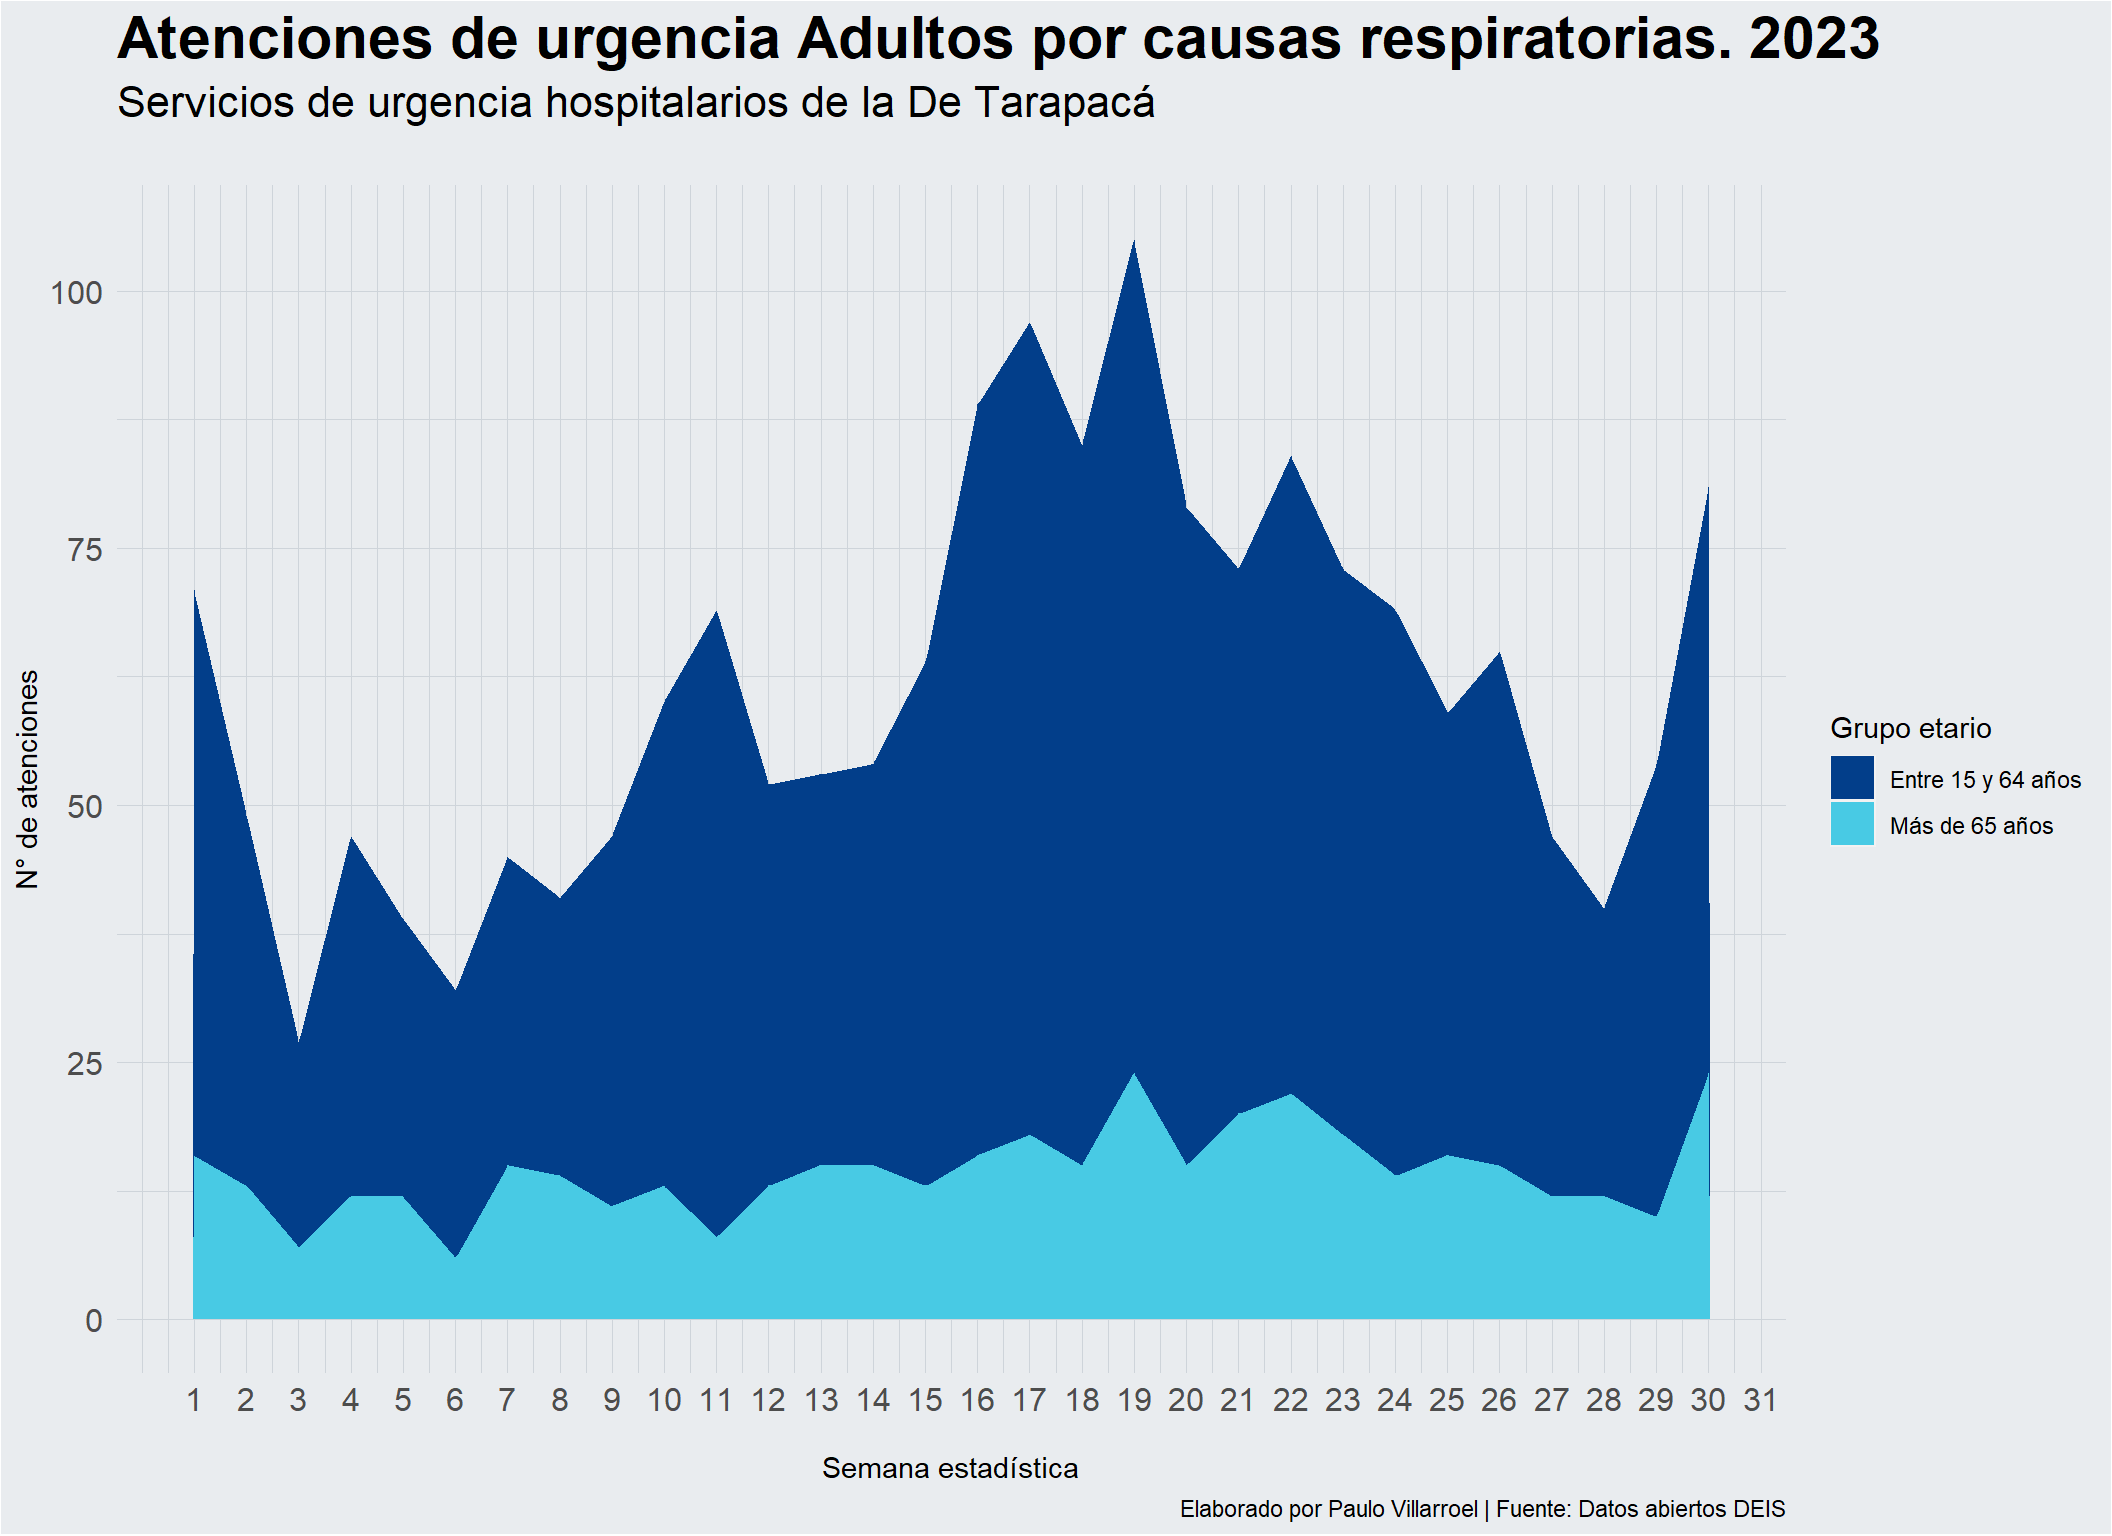 Atenciones de urgencia Adultos por causas respiratorias. 2023
Servicios de urgencia hospitalarios de la De Tarapacá
100
75
50
25
0
N° de atenciones
1 2 3 4 5 6 7 8 9 10 11 12 13 14 15 16 17 18 19 20 21 22 23 24 25 26 27 28 29 30 31
Semana estadística
Grupo etario
Entre 15 y 64 años
Más de 65 años
Elaborado por Paulo Villarroel | Fuente: Datos abiertos DEIS